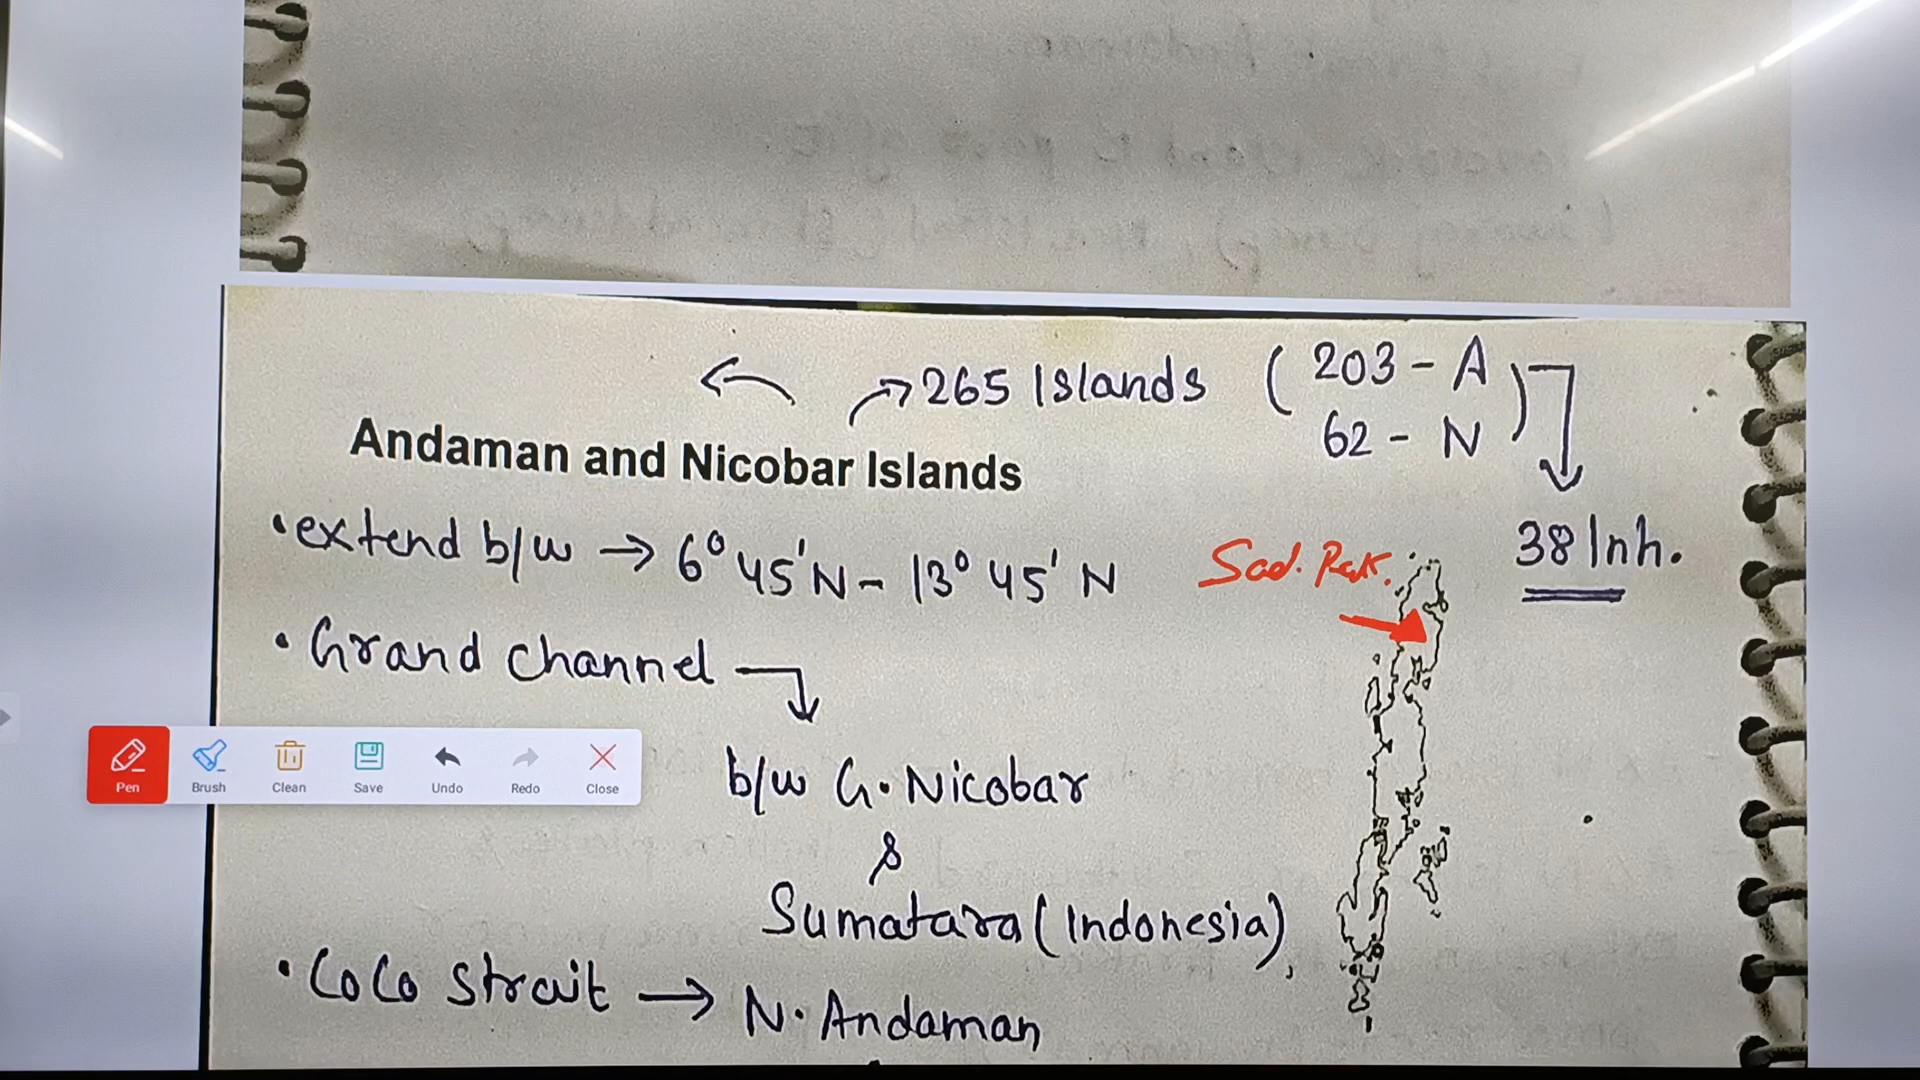 265 Islands ( 203 - A
62 - N )
Andaman and Nicobar Islands
38 Inh.
• extend b/w → 6° 45' N - 13° 45' N
Sad. Pek.
• Grand channel
Pen Brush Clean Save Undo Redo Close
b/w G. Nicobar
&
Sumatara (Indonesia)
• CoCo Strait → N. Andaman